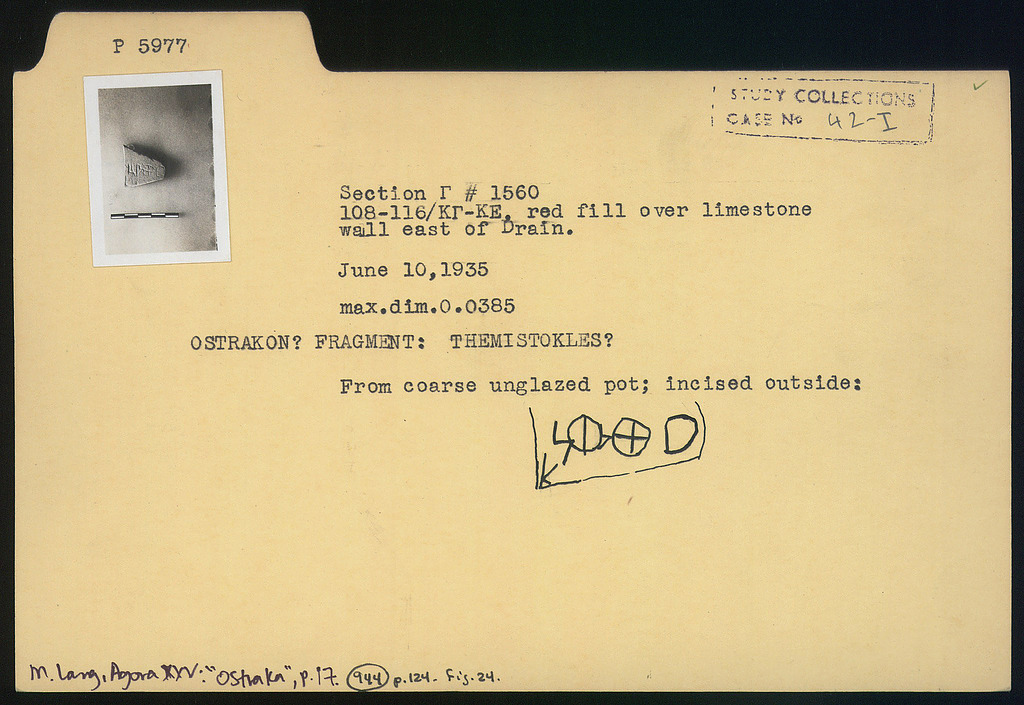 P 5977
STUDY COLLECTIONS
CASE No 42-I
Section Γ # 1560
108-116/ΚΓ-ΚΕ, red fill over limestone
wall east of Drain.
June 10,1935
max.dim.0.0385
OSTRAKON? FRAGMENT: THEMISTOKLES?
From coarse unglazed pot; incised outside:
M. Lang, Agora XXV: "Ostraka", p.17. 944 p.124. Fig.24.